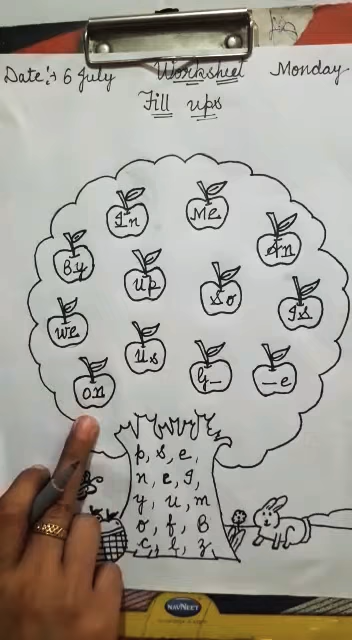 Date:→ 6 July Worksheet Monday
Fill ups
In Me
An
By
Up
So
Is
We
Us
on
G_ _e
p, s, e,
n, e, I,
y, u, m
o, f, B
NAVNEET